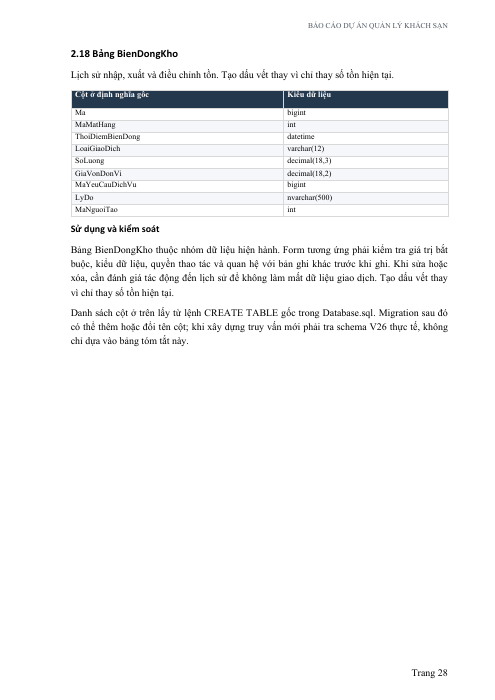 BÁO CÁO DỰ ÁN QUẢN LÝ KHÁCH SẠN
2.18 Bảng BienDongKho
Lịch sử nhập, xuất và điều chỉnh tồn. Tạo dấu vết thay vì chỉ thay số tồn hiện tại.
Cột ở định nghĩa gốc Kiểu dữ liệu
Ma bigint
MaMatHang int
ThoiDiemBienDong datetime
LoaiGiaoDich varchar(12)
SoLuong decimal(18,3)
GiaVonDonVi decimal(18,2)
MaYeuCauDichVu bigint
LyDo nvarchar(500)
MaNguoiTao int
Sử dụng và kiểm soát
Bảng BienDongKho thuộc nhóm dữ liệu hiện hành. Form tương ứng phải kiểm tra giá trị bắt
buộc, kiểu dữ liệu, quyền thao tác và quan hệ với bản ghi khác trước khi ghi. Khi sửa hoặc
xóa, cần đánh giá tác động đến lịch sử để không làm mất dữ liệu giao dịch. Tạo dấu vết thay
vì chỉ thay số tồn hiện tại.
Danh sách cột ở trên lấy từ lệnh CREATE TABLE gốc trong Database.sql. Migration sau đó
có thể thêm hoặc đổi tên cột; khi xây dựng truy vấn mới phải tra schema V26 thực tế, không
chỉ dựa vào bảng tóm tắt này.
Trang 28